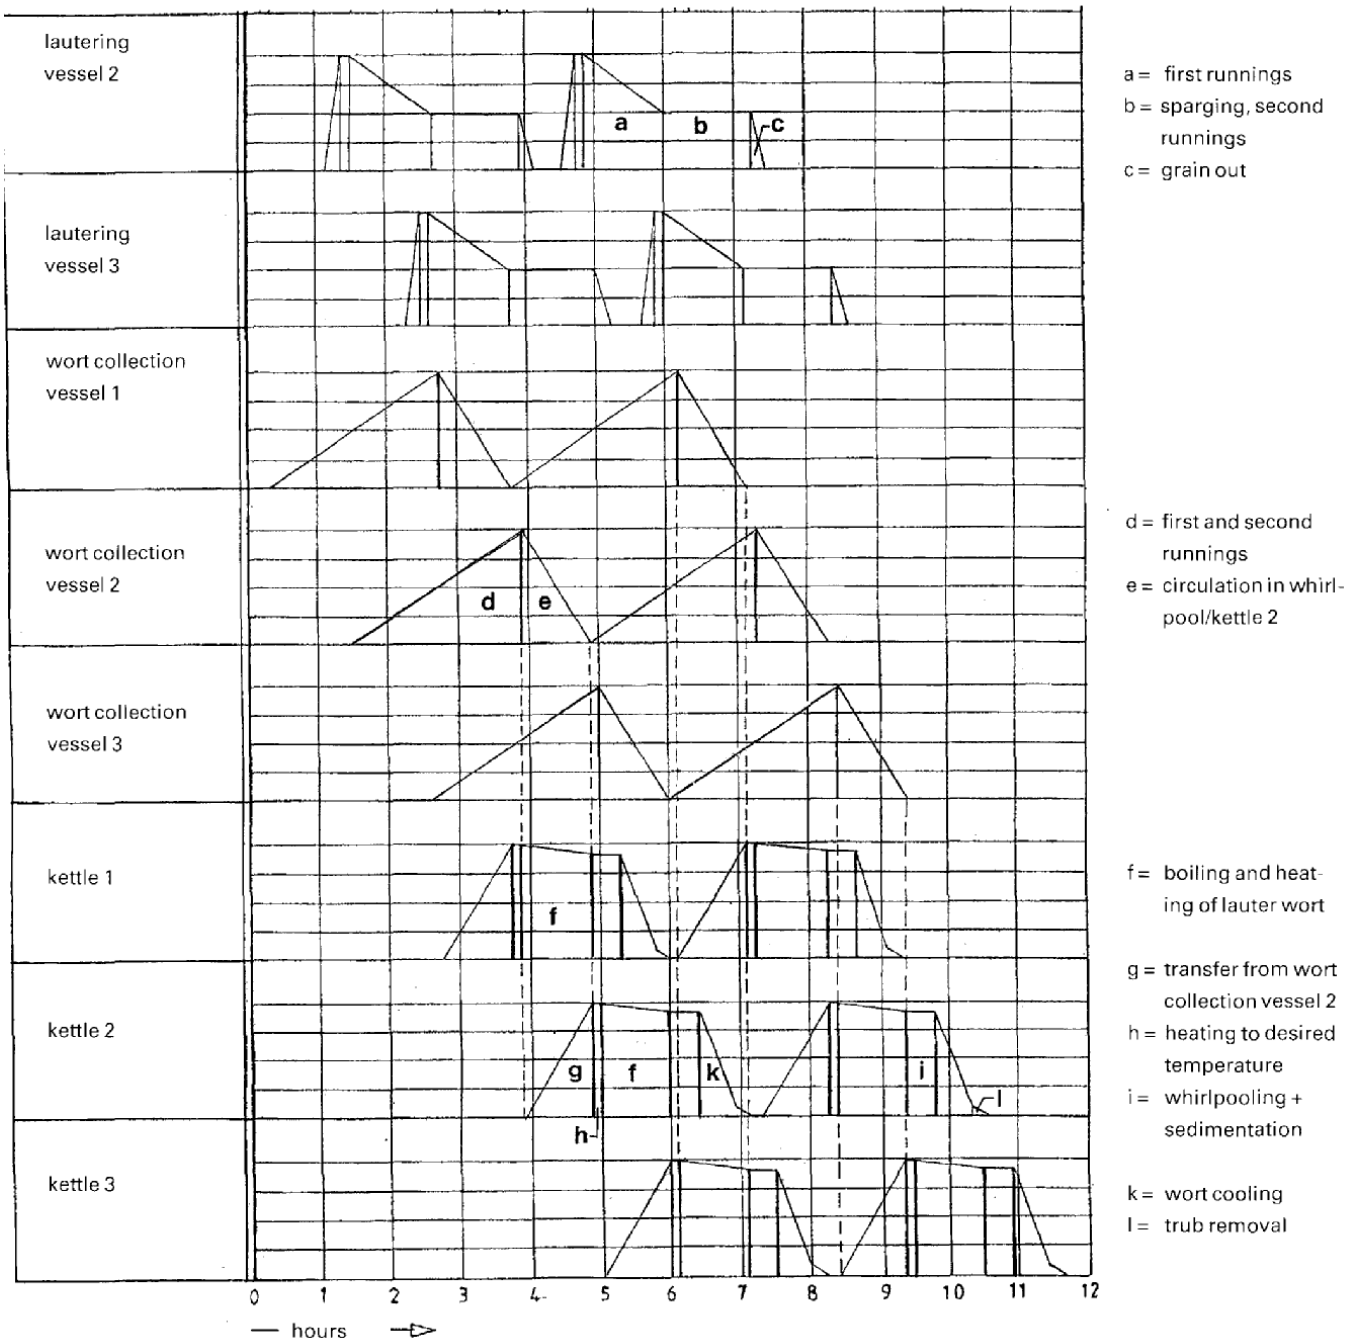 lautering
vessel 2
a = first runnings
b = sparging, second
runnings
c = grain out
a
b
c
lautering
vessel 3
wort collection
vessel 1
wort collection
vessel 2
d
e
d = first and second
runnings
e = circulation in whirl-
pool/kettle 2
wort collection
vessel 3
kettle 1
f
f = boiling and heat-
ing of lauter wort
kettle 2
g
f
k
i
l
h
g = transfer from wort
collection vessel 2
h = heating to desired
temperature
i = whirlpooling +
sedimentation
kettle 3
k = wort cooling
l = trub removal
0 1 2 3 4 5 6 7 8 9 10 11 12
hours